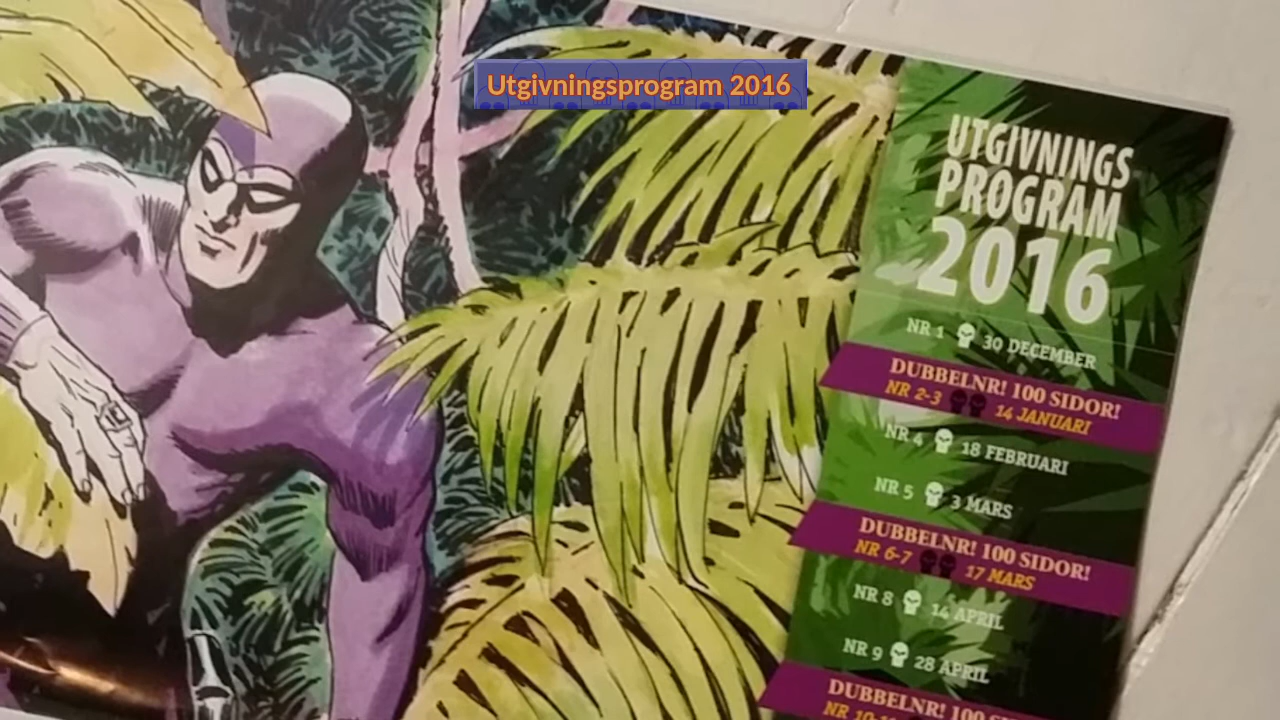 Utgivningsprogram 2016
UTGIVNINGS
PROGRAM
2016
NR 1 30 DECEMBER
DUBBELNR! 100 SIDOR!
NR 2-3 14 JANUARI
NR 4 18 FEBRUARI
NR 5 3 MARS
DUBBELNR! 100 SIDOR!
NR 6-7 17 MARS
NR 8 14 APRIL
NR 9 28 APRIL
DUBBELNR! 100
NR